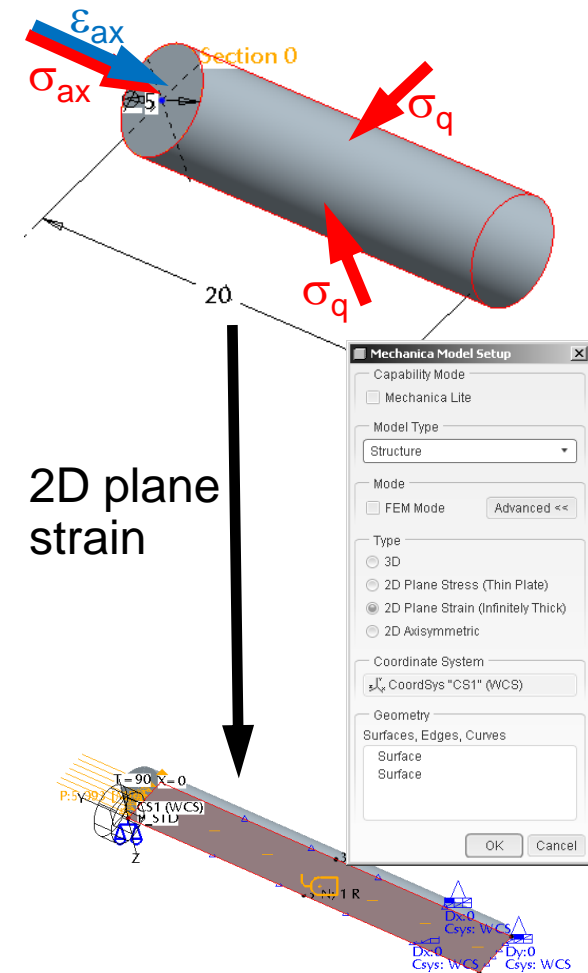 εax
σax
Section 0
5
σq
σq
20
2D plane
strain
Mechanica Model Setup
Capability Mode
Mechanica Lite
Model Type
Structure
Mode
FEM Mode
Advanced <<
Type
3D
2D Plane Stress (Thin Plate)
2D Plane Strain (Infinitely Thick)
2D Axisymmetric
Coordinate System
CoordSys "CS1" (WCS)
Geometry
Surfaces, Edges, Curves
Surface
Surface
OK Cancel
T=90 X=0
Y
CS1 (WCS)
Z
Dx:0
Csys: WCS
Dx:0
Csys: WCS
Dy:0
Csys: WCS